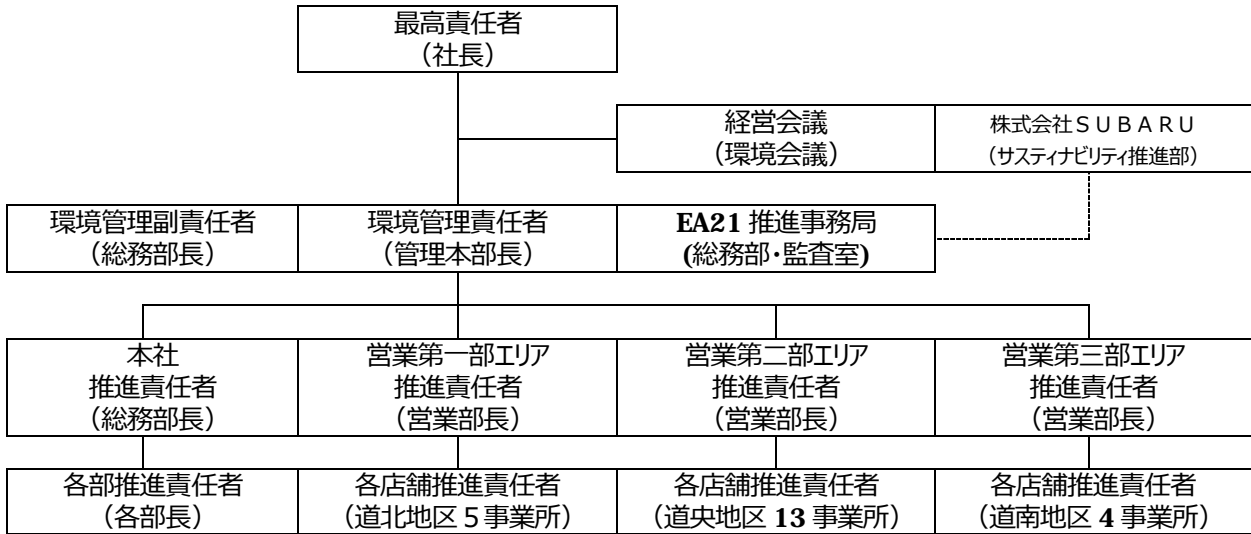 最高責任者
（社長）
経営会議
（環境会議）
株式会社ＳＵＢＡＲＵ
（サスティナビリティ推進部）
環境管理副責任者
（総務部長）
環境管理責任者
（管理本部長）
EA21 推進事務局
(総務部・監査室)
本社
推進責任者
（総務部長）
営業第一部エリア
推進責任者
（営業部長）
営業第二部エリア
推進責任者
（営業部長）
営業第三部エリア
推進責任者
（営業部長）
各部推進責任者
（各部長）
各店舗推進責任者
（道北地区５事業所）
各店舗推進責任者
（道央地区 13 事業所）
各店舗推進責任者
（道南地区 4 事業所）